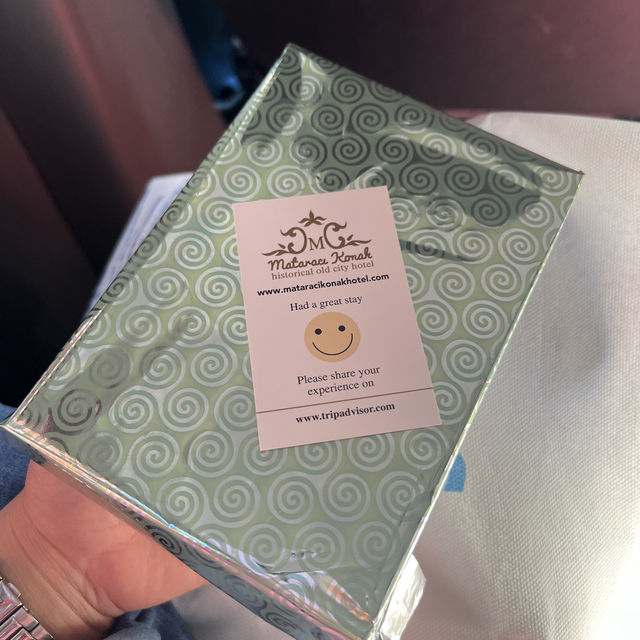 M
Mataracı Konak
historical old city hotel
www.mataracikonakhotel.com
Had a great stay
Please share your
experience on
www.tripadvisor.com